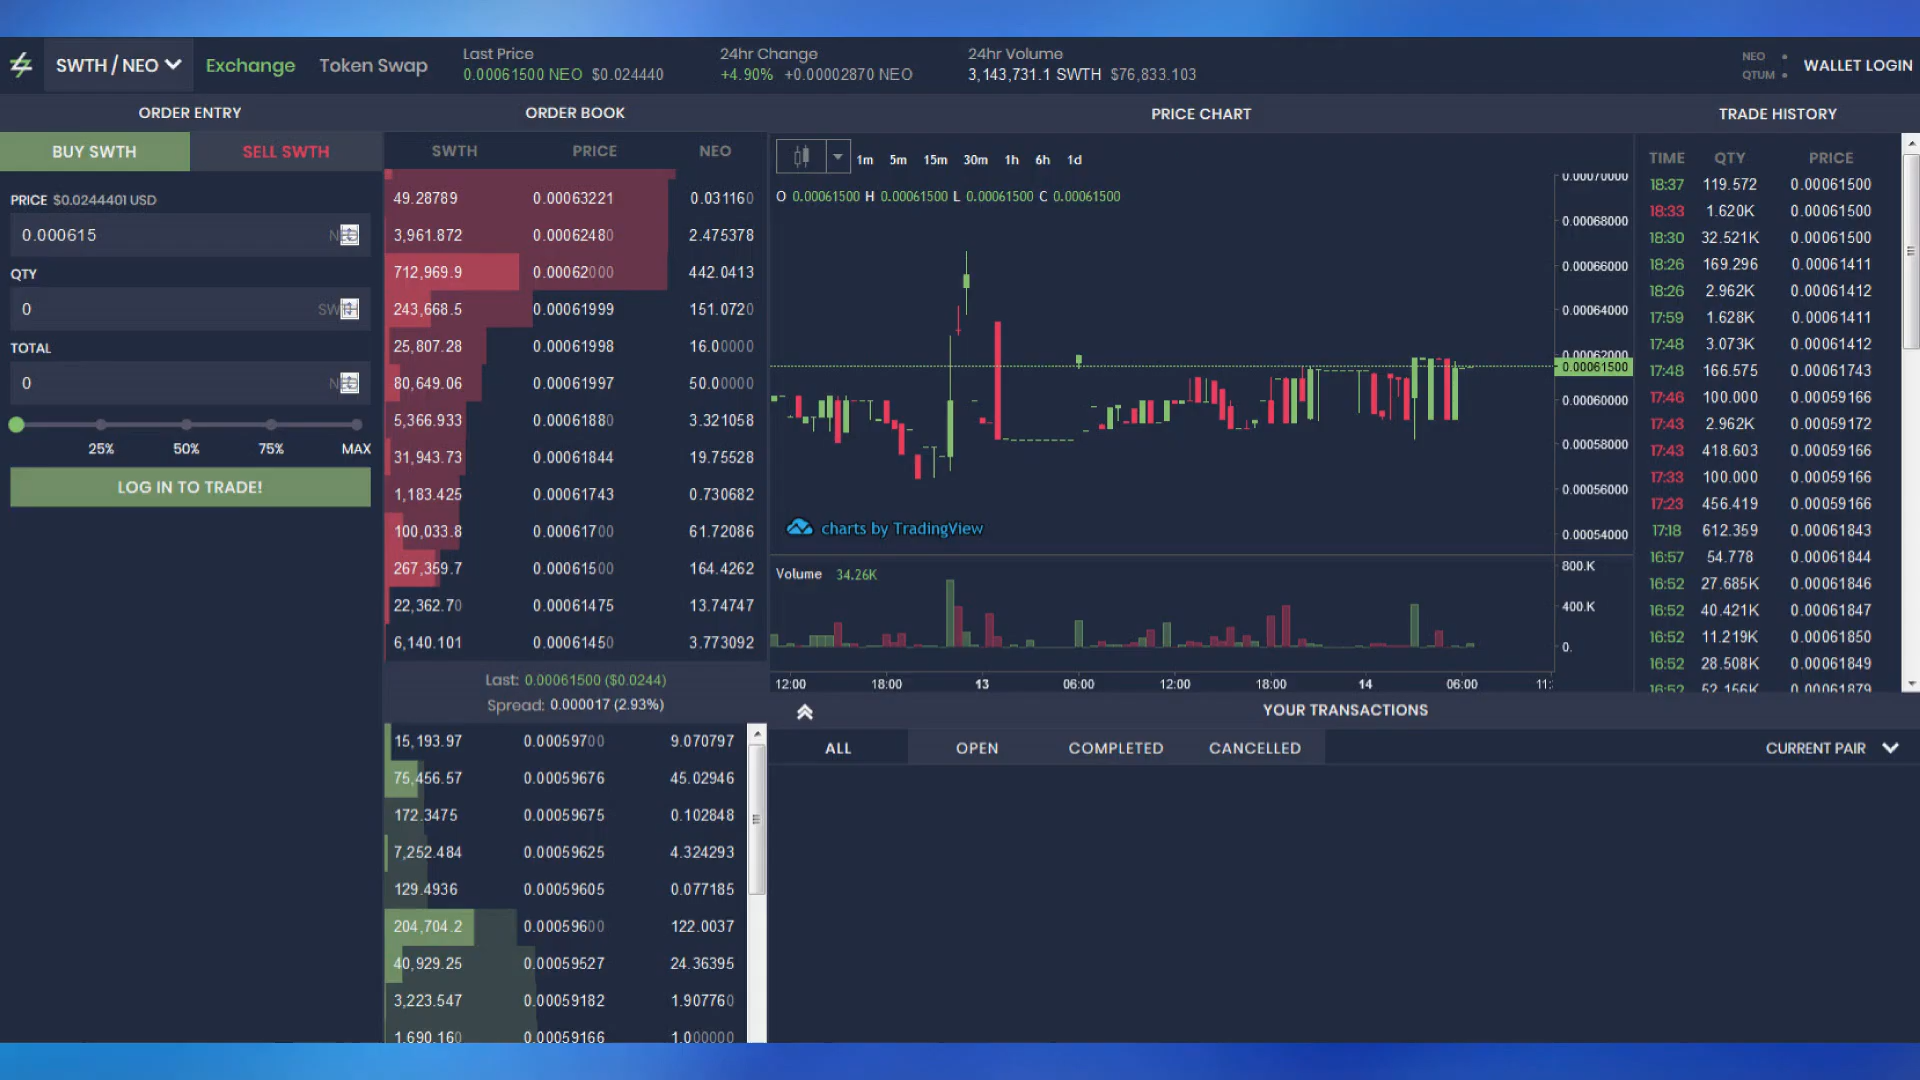 SWTH / NEO Exchange Token Swap
Last Price
0.00061500 NEO $0.024440
24hr Change
+4.90% +0.00002870 NEO
24hr Volume
3,143,731.1 SWTH $76,833.103
NEO
QTUM
WALLET LOGIN
ORDER ENTRY
BUY SWTH SELL SWTH
PRICE $0.0244401 USD
0.000615
QTY
0
TOTAL
0
25% 50% 75% MAX
LOG IN TO TRADE!
ORDER BOOK
SWTH PRICE NEO
49.28789 0.00063221 0.031160
3,961.872 0.00062480 2.475378
712,969.9 0.00062000 442.0413
243,668.5 0.00061999 151.0720
25,807.28 0.00061998 16.00000
80,649.06 0.00061997 50.00000
5,366.933 0.00061880 3.321058
31,943.73 0.00061844 19.75528
1,183.425 0.00061743 0.730682
100,033.8 0.00061700 61.72086
267,359.7 0.00061500 164.4262
22,362.70 0.00061475 13.74747
6,140.101 0.00061450 3.773092
Last: 0.00061500 ($0.0244)
Spread: 0.000017 (2.93%)
15,193.97 0.00059700 9.070797
75,456.57 0.00059676 45.02946
172.3475 0.00059675 0.102848
7,252.484 0.00059625 4.324293
129.4936 0.00059605 0.077185
204,704.2 0.00059600 122.0037
40,929.25 0.00059527 24.36395
3,223.547 0.00059182 1.907760
1,690.160 0.00059166 1.000000
PRICE CHART
1m 5m 15m 30m 1h 6h 1d
O 0.00061500 H 0.00061500 L 0.00061500 C 0.00061500
0.00070000
0.00068000
0.00066000
0.00064000
0.00062000
0.00061500
0.00060000
0.00058000
0.00056000
0.00054000
charts by TradingView
Volume 34.26K
800.K
400.K
0.
12:00 18:00 13 06:00 12:00 18:00 14 06:00 11:
TRADE HISTORY
TIME QTY PRICE
18:37 119.572 0.00061500
18:33 1.620K 0.00061500
18:30 32.521K 0.00061500
18:26 169.296 0.00061411
18:26 2.962K 0.00061412
17:59 1.628K 0.00061411
17:48 3.073K 0.00061412
17:48 166.575 0.00061743
17:46 100.000 0.00059166
17:43 2.962K 0.00059172
17:43 418.603 0.00059166
17:33 100.000 0.00059166
17:23 456.419 0.00059166
17:18 612.359 0.00061843
16:57 54.778 0.00061844
16:52 27.685K 0.00061846
16:52 40.421K 0.00061847
16:52 11.219K 0.00061850
16:52 28.508K 0.00061849
16:52 52.156K 0.00061879
YOUR TRANSACTIONS
ALL OPEN COMPLETED CANCELLED
CURRENT PAIR